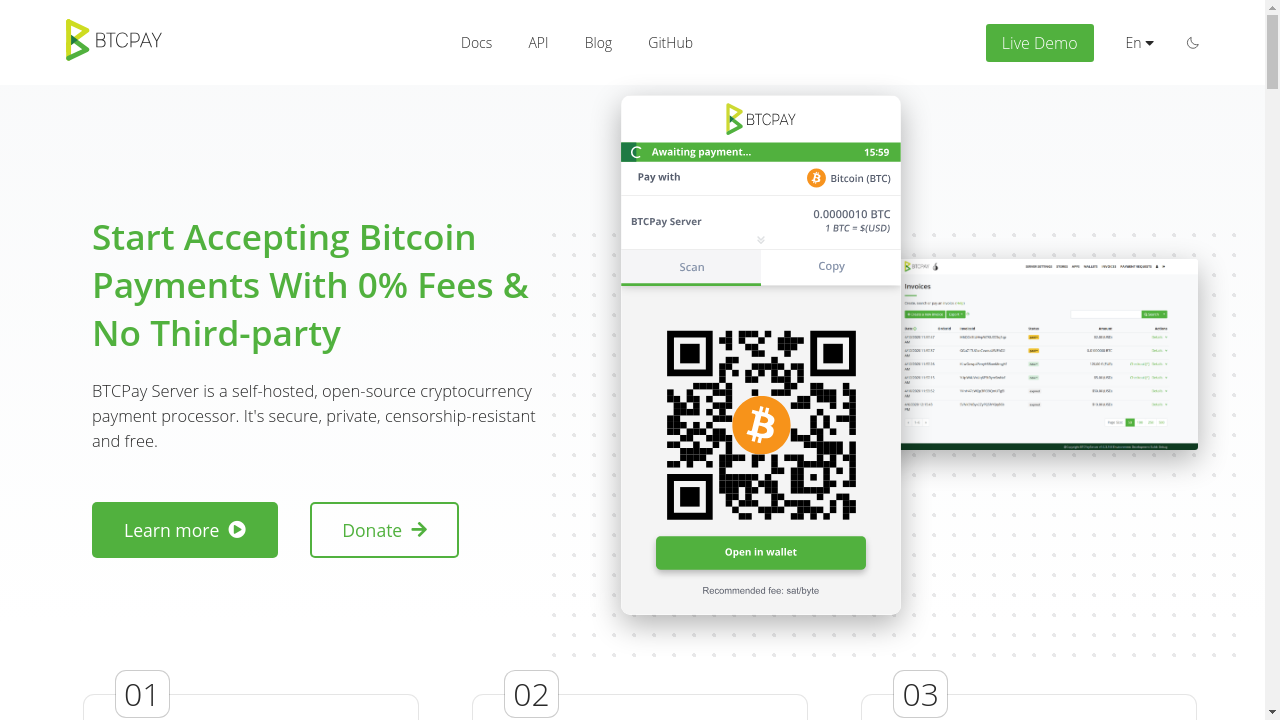 BTCPAY
Docs
API
Blog
GitHub
Live Demo
En
Start Accepting Bitcoin
Payments With 0% Fees &
No Third-party
BTCPay Server is a self-hosted, open-source cryptocurrency
payment processor. It's secure, private, censorship-resistant
and free.
Learn more
Donate
BTCPAY
Awaiting payment...
15:59
Pay with
Bitcoin (BTC)
BTCPay Server
0.0000010 BTC
1 BTC = $(USD)
Scan
Copy
Open in wallet
Recommended fee: sat/byte
BTCPAY
Invoices
01
02
03